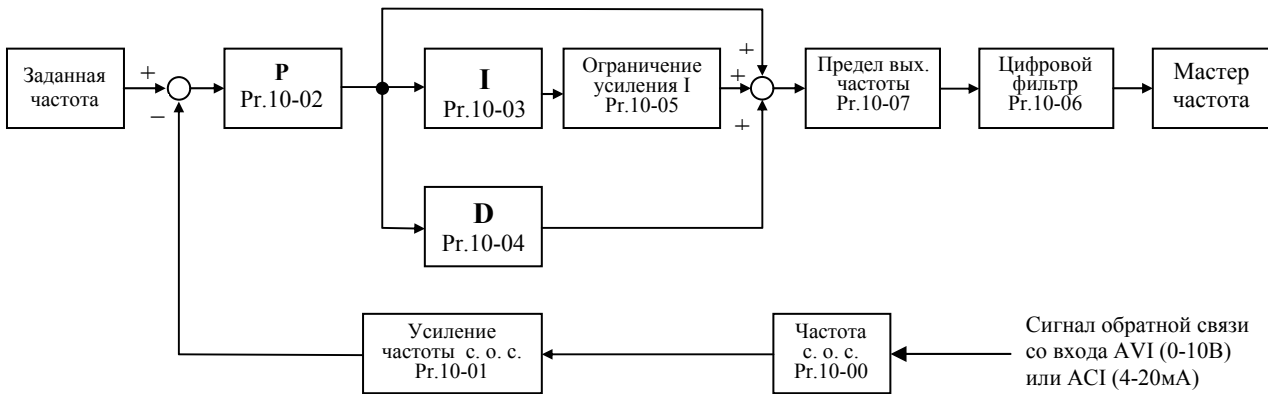 Заданная
частота
+
−
P
Pr.10-02
I
Pr.10-03
Ограничение
усиления I
Pr.10-05
+
+
+
Предел вых.
частоты
Pr.10-07
Цифровой
фильтр
Pr.10-06
Мастер
частота
D
Pr.10-04
Усиление
частоты с. о. с.
Pr.10-01
Частота
с. о. с.
Pr.10-00
Сигнал обратной связи
со входа AVI (0-10В)
или ACI (4-20мА)